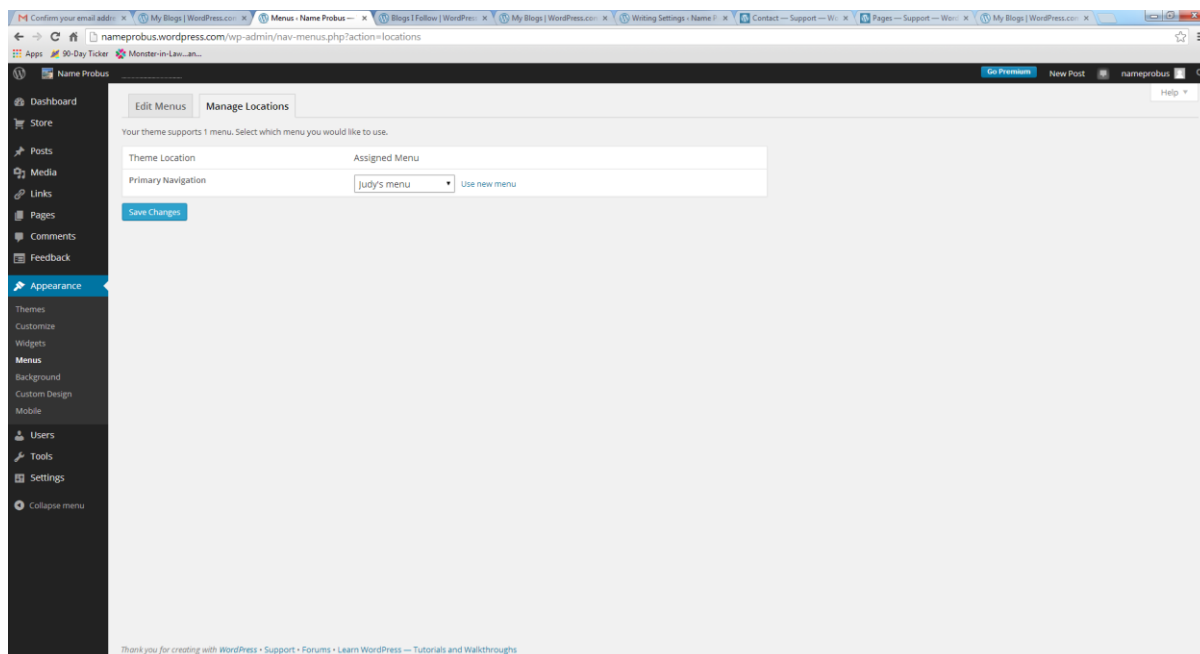 Confirm your email addre My Blogs | WordPress.com Menus ‹ Name Probus — Blogs I Follow | WordPres My Blogs | WordPress.com Writing Settings ‹ Name P Contact — Support — Wo Pages — Support — Word My Blogs | WordPress.com
nameprobus.wordpress.com/wp-admin/nav-menus.php?action=locations
Apps 90-Day Ticker Monster-in-Law...an...
Name Probus Go Premium New Post nameprobus
Help
Edit Menus Manage Locations
Your theme supports 1 menu. Select which menu you would like to use.
Theme Location Assigned Menu
Primary Navigation Judy's menu Use new menu
Save Changes
Dashboard
Store
Posts
Media
Links
Pages
Comments
Feedback
Appearance
Themes
Customize
Widgets
Menus
Background
Custom Design
Mobile
Users
Tools
Settings
Collapse menu
Thank you for creating with WordPress • Support • Forums • Learn WordPress — Tutorials and Walkthroughs